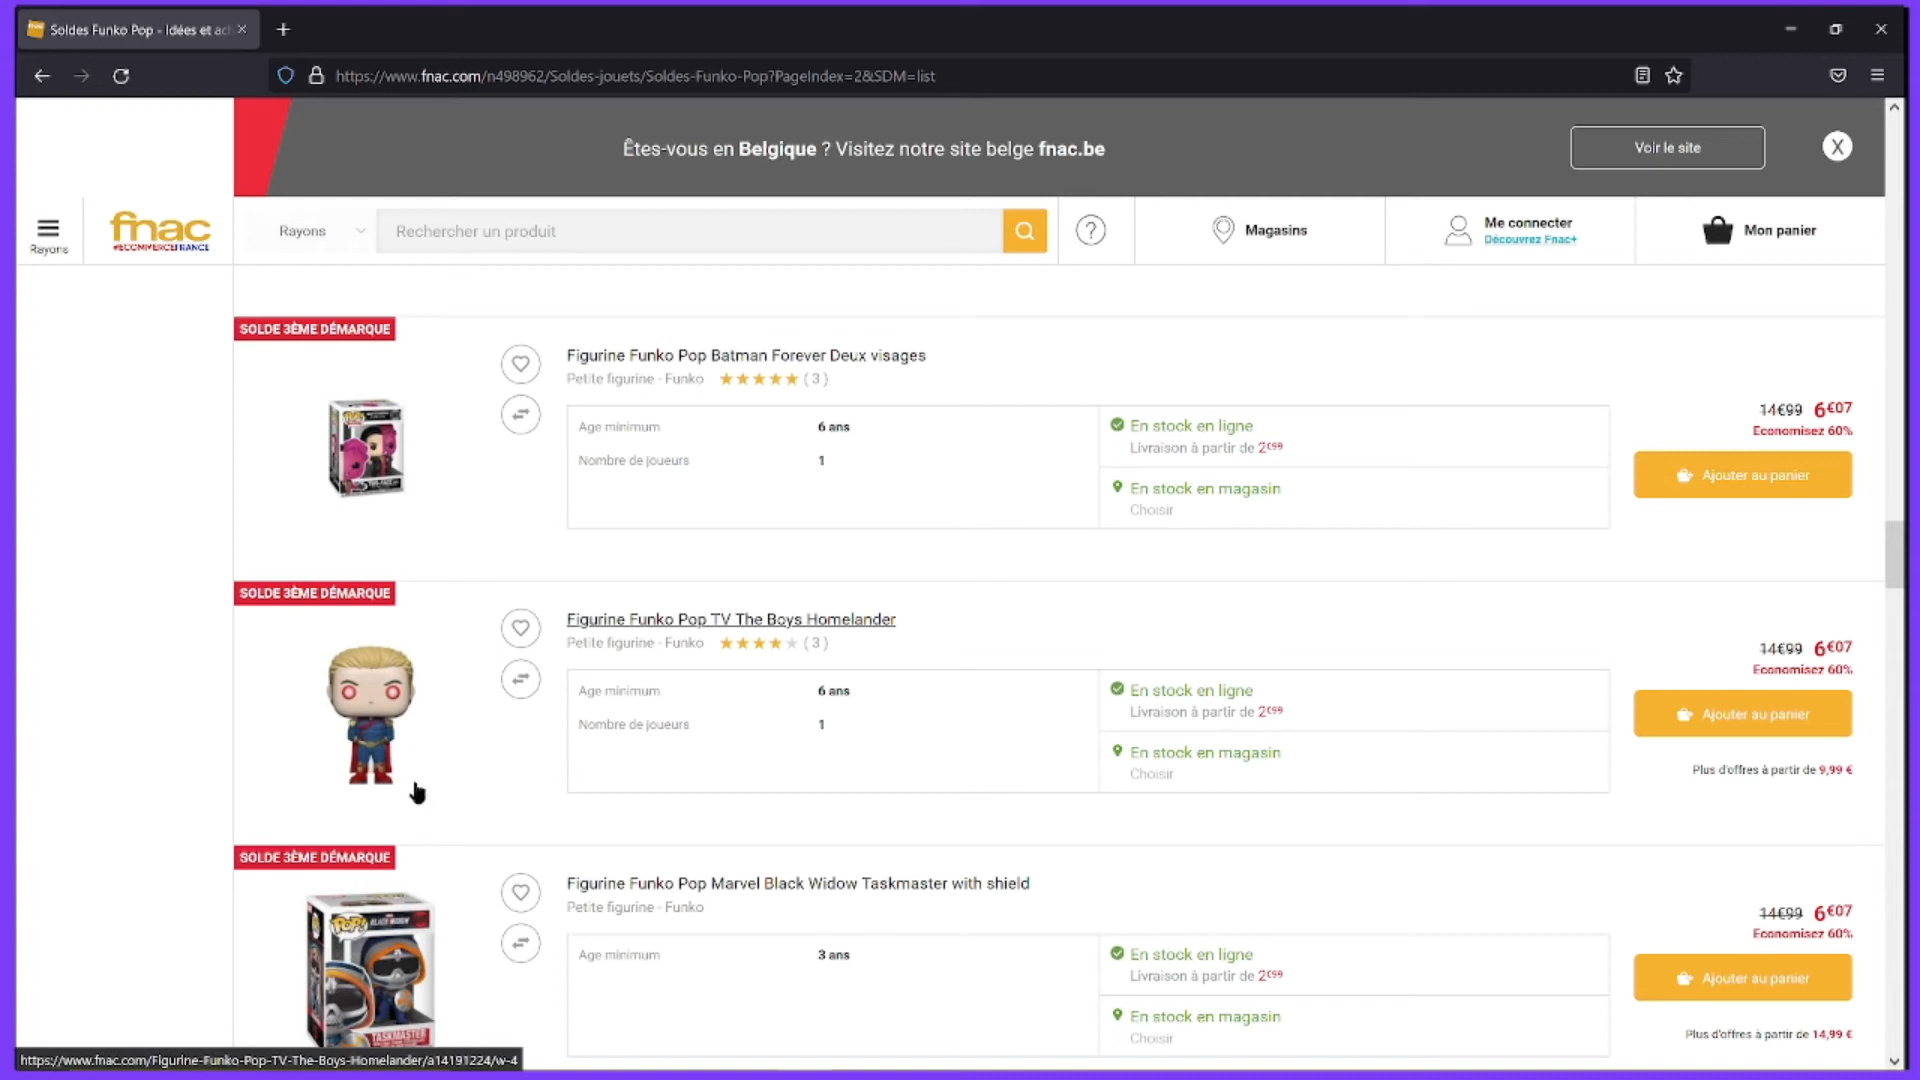 Soldes Funko Pop - Idées et ach
https://www.fnac.com/n498962/Soldes-jouets/Soldes-Funko-Pop?PageIndex=2&SDM=list
Êtes-vous en Belgique ? Visitez notre site belge fnac.be
Voir le site
X
Rayons
fnac
#ECOMMERCEFRANCE
Rayons
Rechercher un produit
?
Magasins
Me connecter
Découvrez Fnac+
Mon panier
SOLDE 3ÈME DÉMARQUE
Figurine Funko Pop Batman Forever Deux visages
Petite figurine - Funko ( 3 )
Age minimum 6 ans
Nombre de joueurs 1
En stock en ligne
Livraison à partir de 2€99
En stock en magasin
Choisir
14€99 6€07
Economisez 60%
Ajouter au panier
SOLDE 3ÈME DÉMARQUE
Figurine Funko Pop TV The Boys Homelander
Petite figurine - Funko ( 3 )
Age minimum 6 ans
Nombre de joueurs 1
En stock en ligne
Livraison à partir de 2€99
En stock en magasin
Choisir
14€99 6€07
Economisez 60%
Ajouter au panier
Plus d'offres à partir de 9,99 €
SOLDE 3ÈME DÉMARQUE
Figurine Funko Pop Marvel Black Widow Taskmaster with shield
Petite figurine - Funko
POP! BLACK WIDOW
TASKMASTER
Age minimum 3 ans
En stock en ligne
Livraison à partir de 2€99
En stock en magasin
Choisir
14€99 6€07
Economisez 60%
Ajouter au panier
Plus d'offres à partir de 14,99 €
https://www.fnac.com/Figurine-Funko-Pop-TV-The-Boys-Homelander/a14191224/w-4